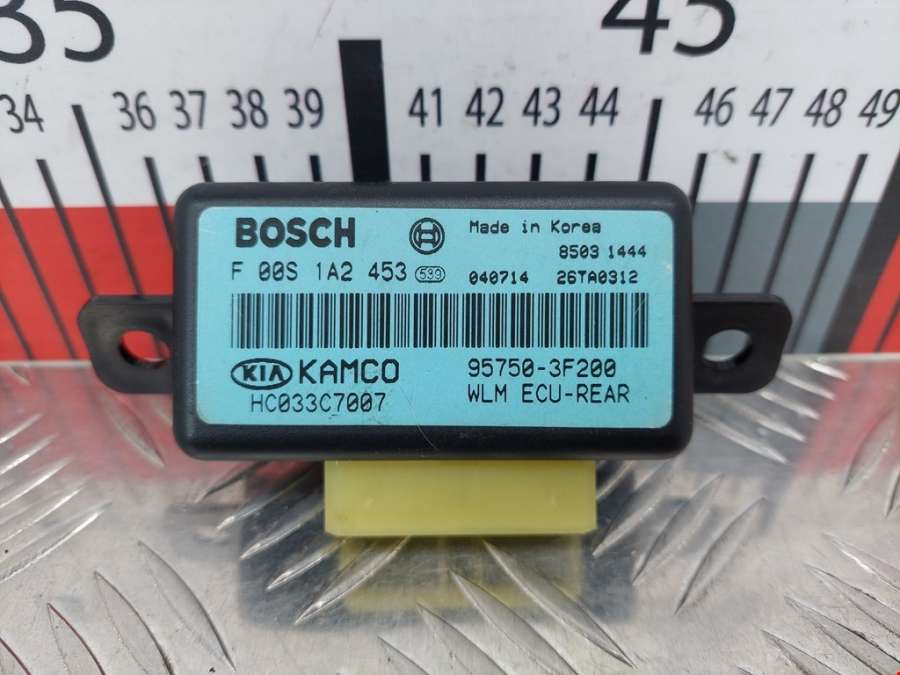 35 45
34 36 37 38 39 41 42 43 44 46 47 48 49
BOSCH Made in Korea
8503 1444
F 00S 1A2 453 539 040714 26TA0312
KIA KAMCO 95750-3F200
HC033C7007 WLM ECU-REAR